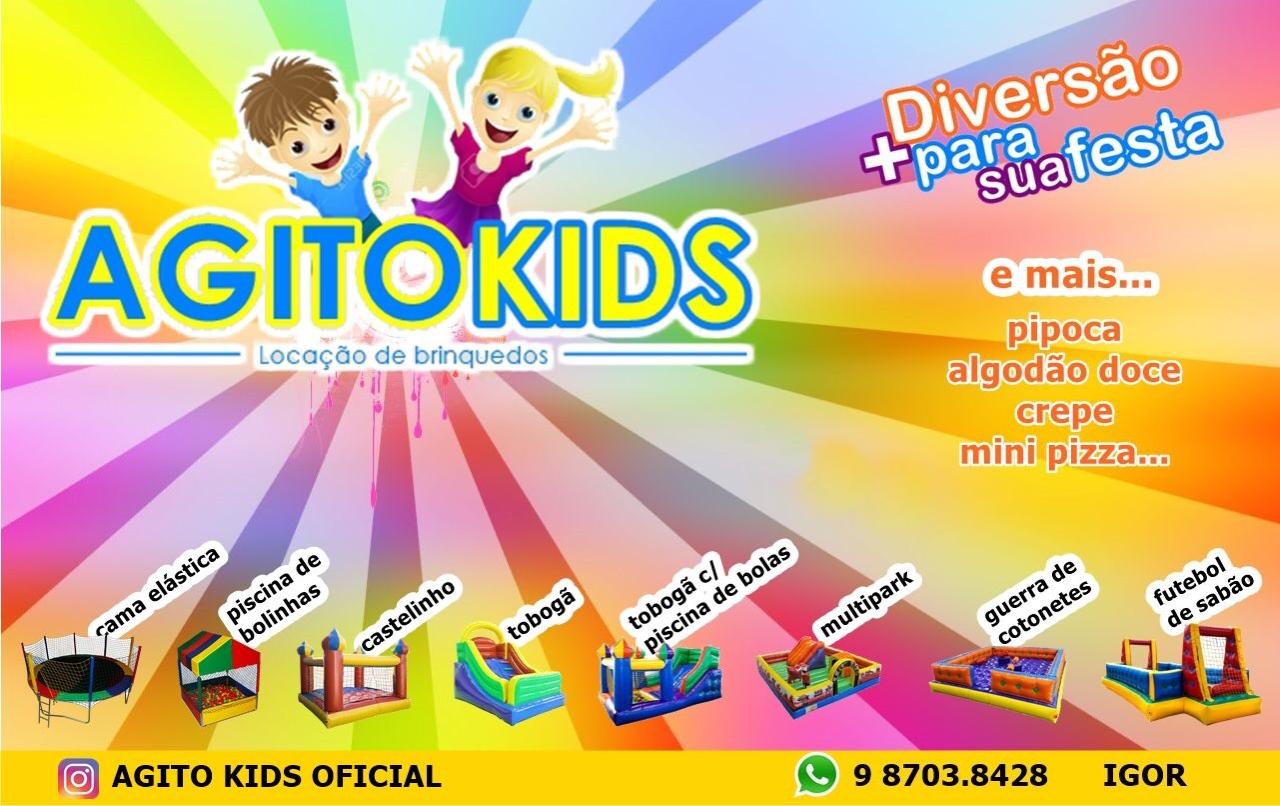 AGITOKIDS
Locação de brinquedos
Diversão
+para
suafesta
e mais...
pipoca
algodão doce
crepe
mini pizza...
cama elástica
piscina de
bolinhas
castelinho
tobogã
tobogã c/
piscina de bolas
multipark
guerra de
cotonetes
futebol
de sabão
AGITO KIDS OFICIAL
9 8703.8428
IGOR